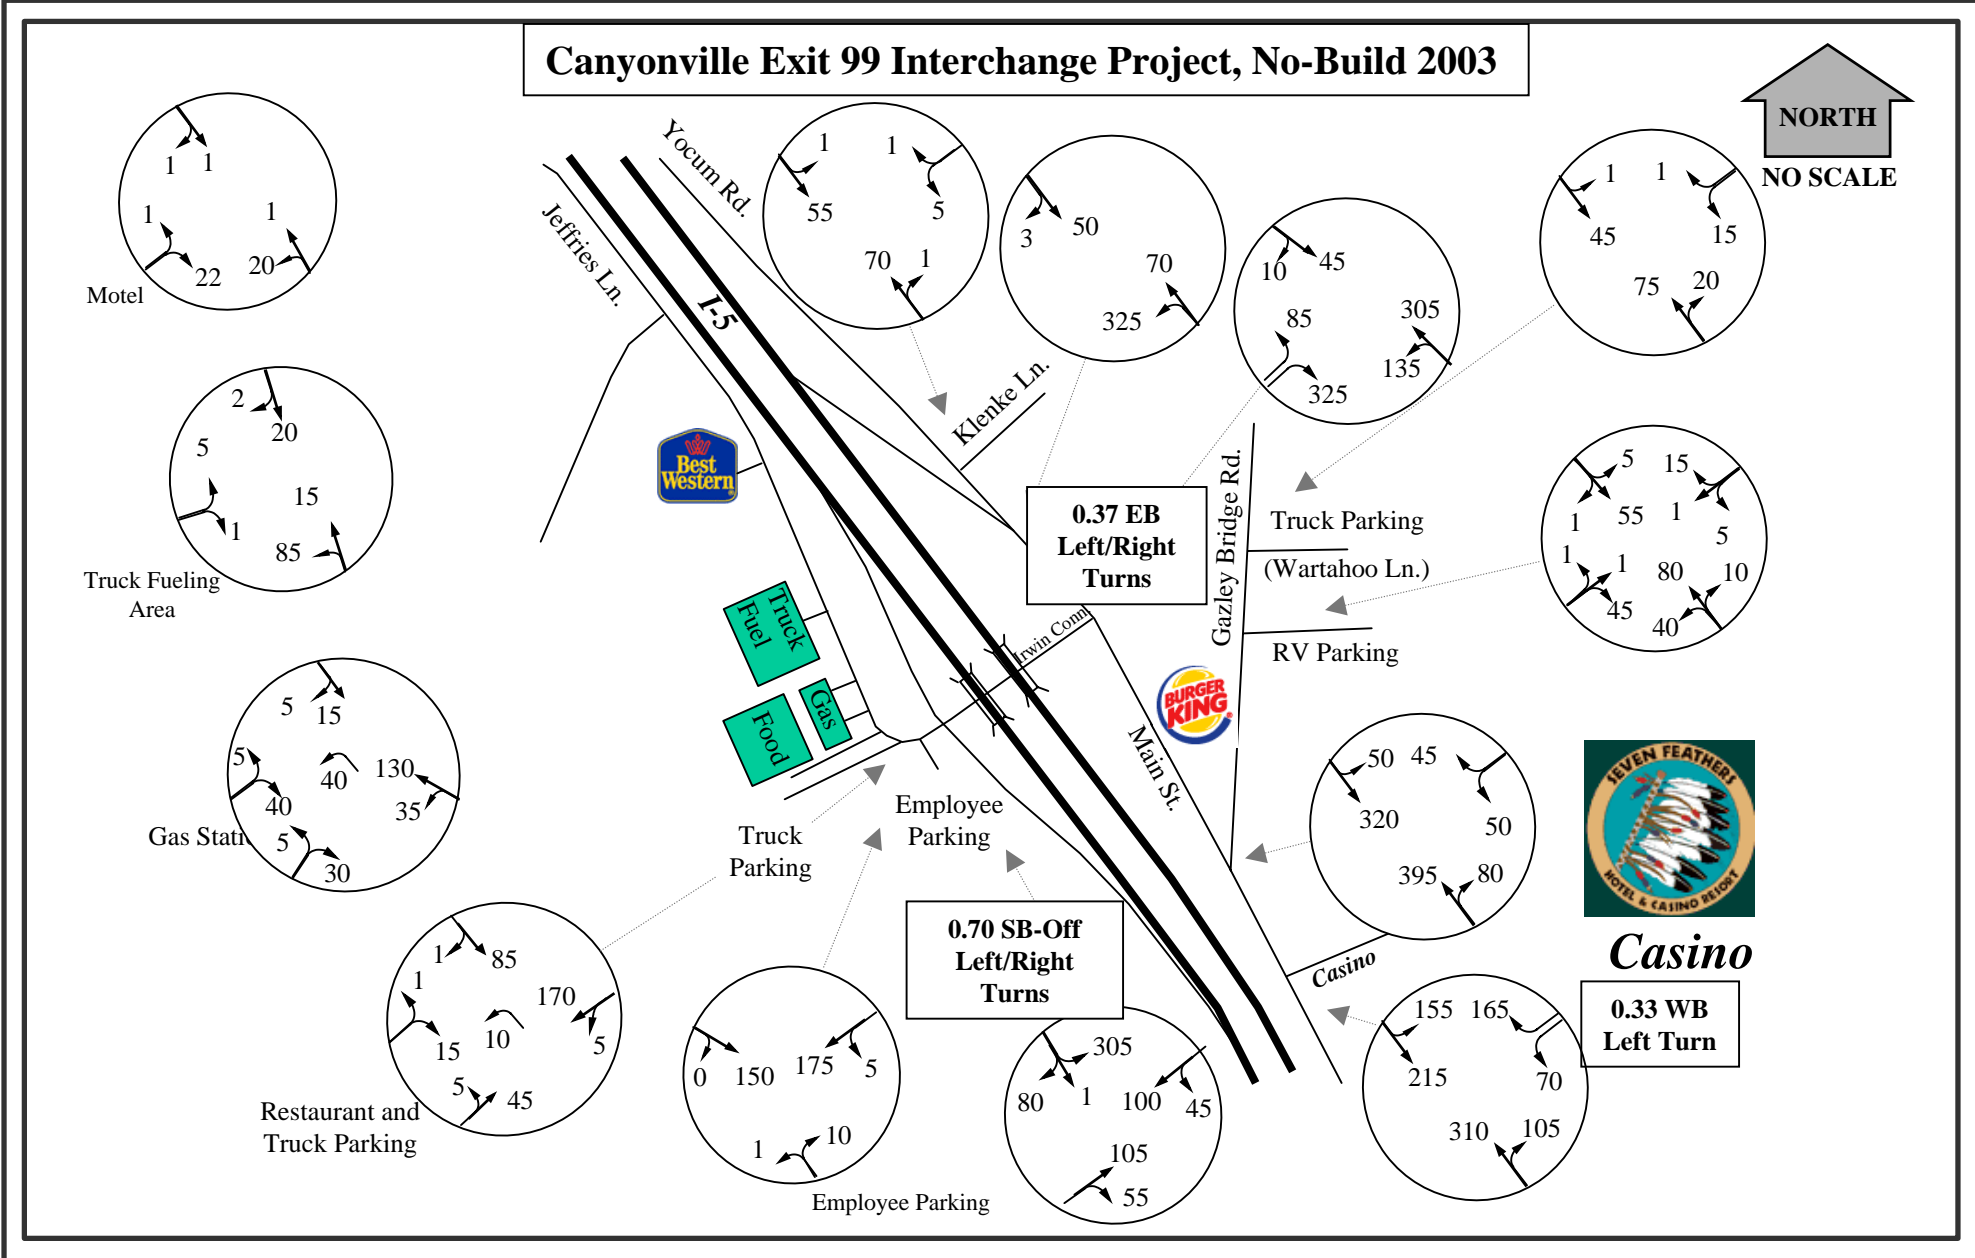 Canyonville Exit 99 Interchange Project, No-Build 2003
NORTH
NO SCALE
1
1
1
22
20
1
Motel
2
20
5
1
15
85
Truck Fueling
Area
5
15
5
40
40
130
35
5
30
Gas Stati
1
85
1
15
10
170
5
5
45
Restaurant and
Truck Parking
Yocum Rd.
Jeffries Ln.
I-5
1
55
1
5
70
1
3
50
70
325
10
45
85
325
305
135
1
45
1
15
75
20
Klenke Ln.
Best
Western
0.37 EB
Left/Right
Turns
Gazley Bridge Rd.
Truck Parking
(Wartahoo Ln.)
RV Parking
5
55
1
15
1
5
1
1
45
80
10
40
Truck
Fuel
Gas
Food
Irwin Conn.
BURGER
KING
Main St.
Employee
Parking
Truck
Parking
50
320
45
50
395
80
SEVEN FEATHERS
HOTEL & CASINO RESORT
Casino
Casino
0.70 SB-Off
Left/Right
Turns
0.33 WB
Left Turn
0
150
175
5
1
10
Employee Parking
305
80
1
100
45
105
55
155
215
165
70
310
105